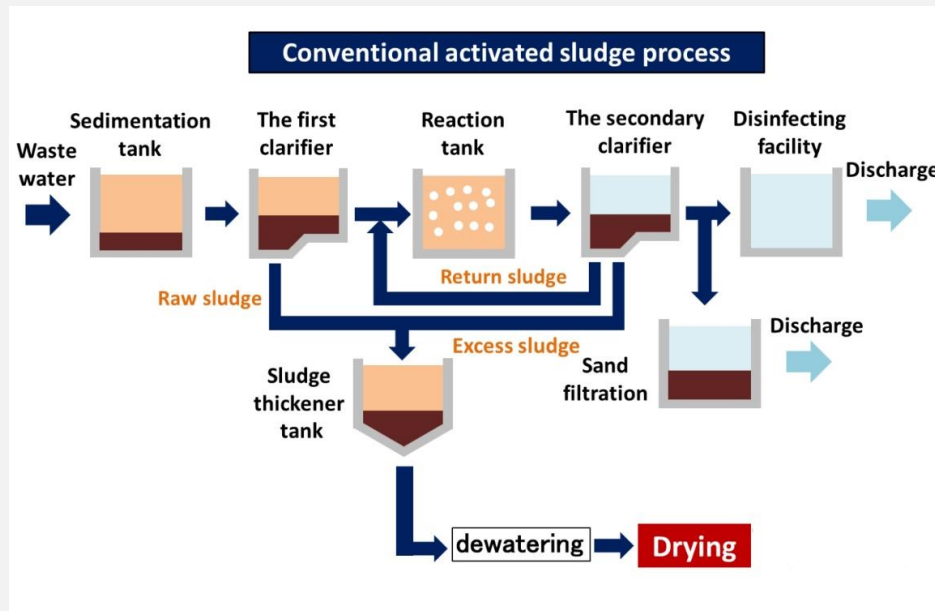 Conventional activated sludge process
Sedimentation
tank
The first
clarifier
Reaction
tank
The secondary
clarifier
Disinfecting
facility
Waste
water
Discharge
Raw sludge
Return sludge
Excess sludge
Sludge
thickener
tank
Sand
filtration
Discharge
dewatering
Drying